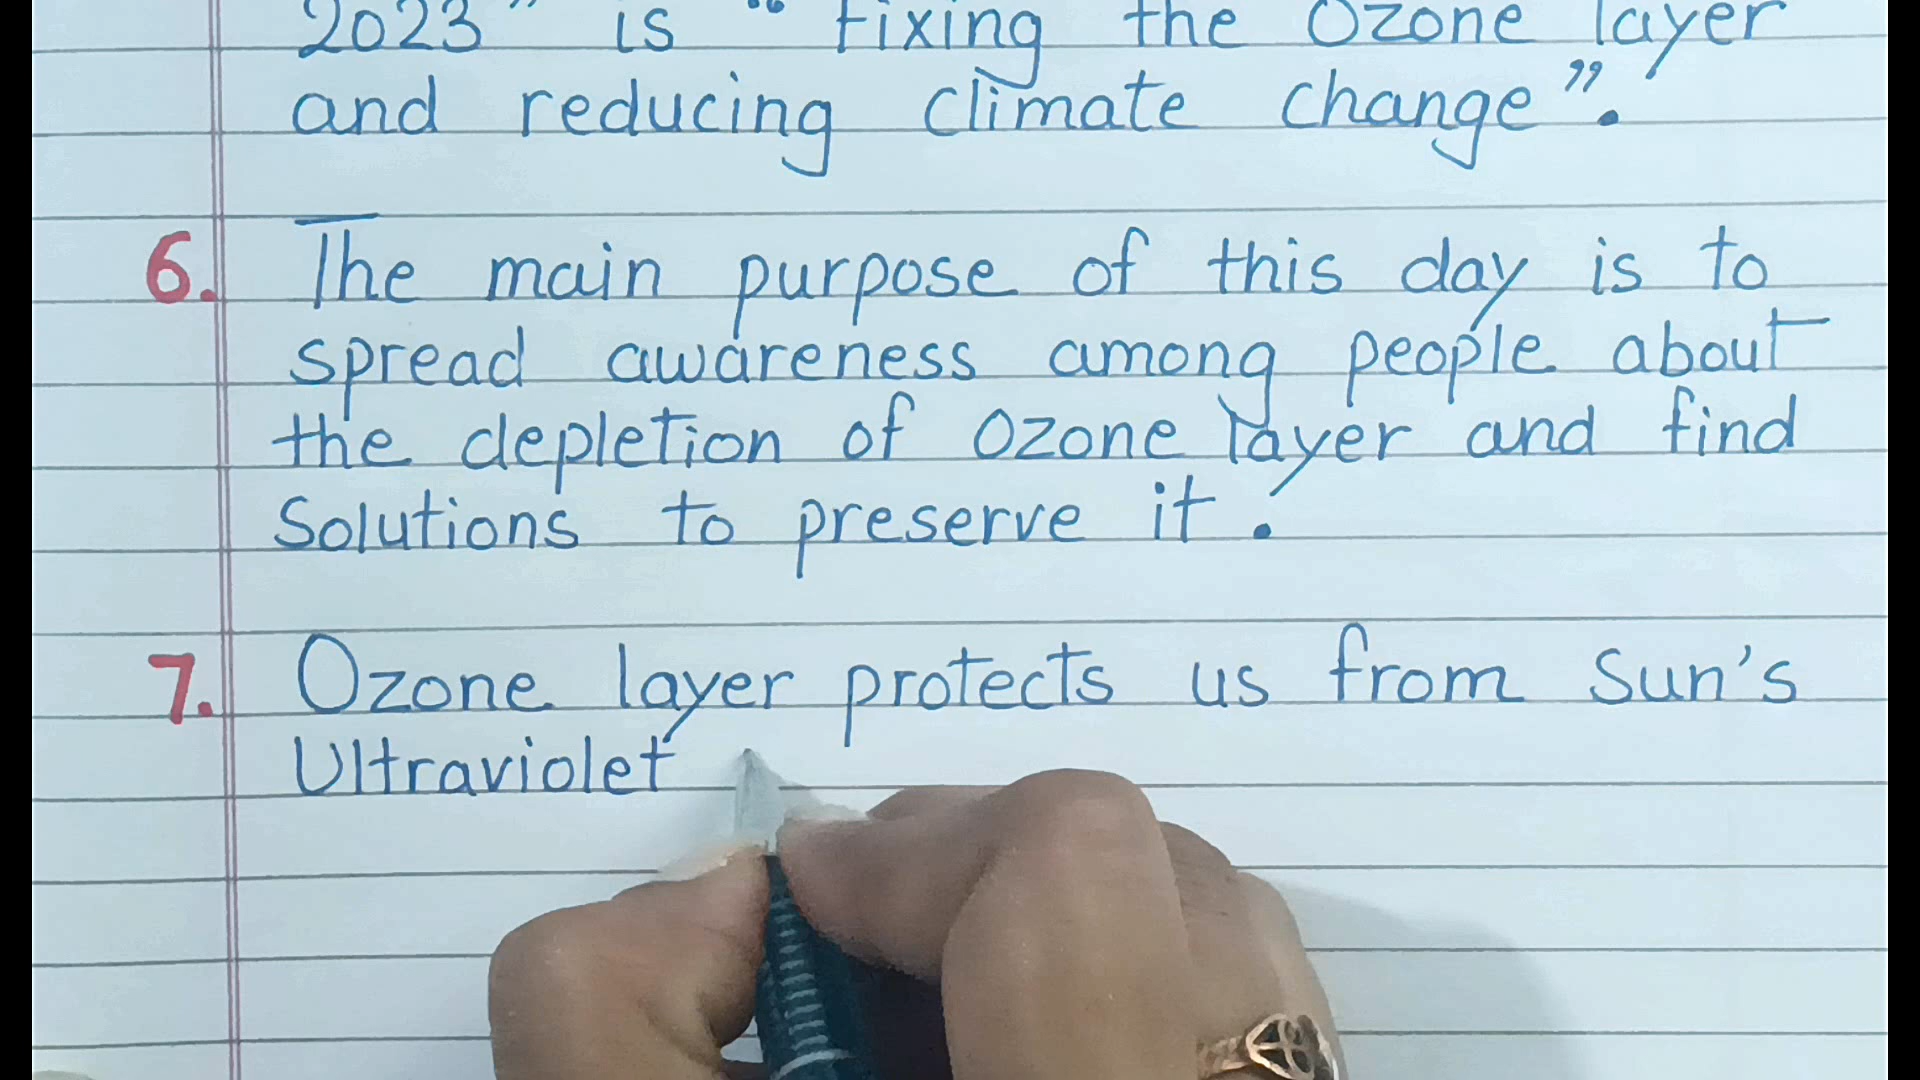 2023” is “ Fixing the Ozone layer
and reducing climate change”.
6. The main purpose of this day is to
spread awareness among people about
the depletion of Ozone layer and find
Solutions to preserve it.
7. Ozone layer protects us from Sun's
Ultraviolet